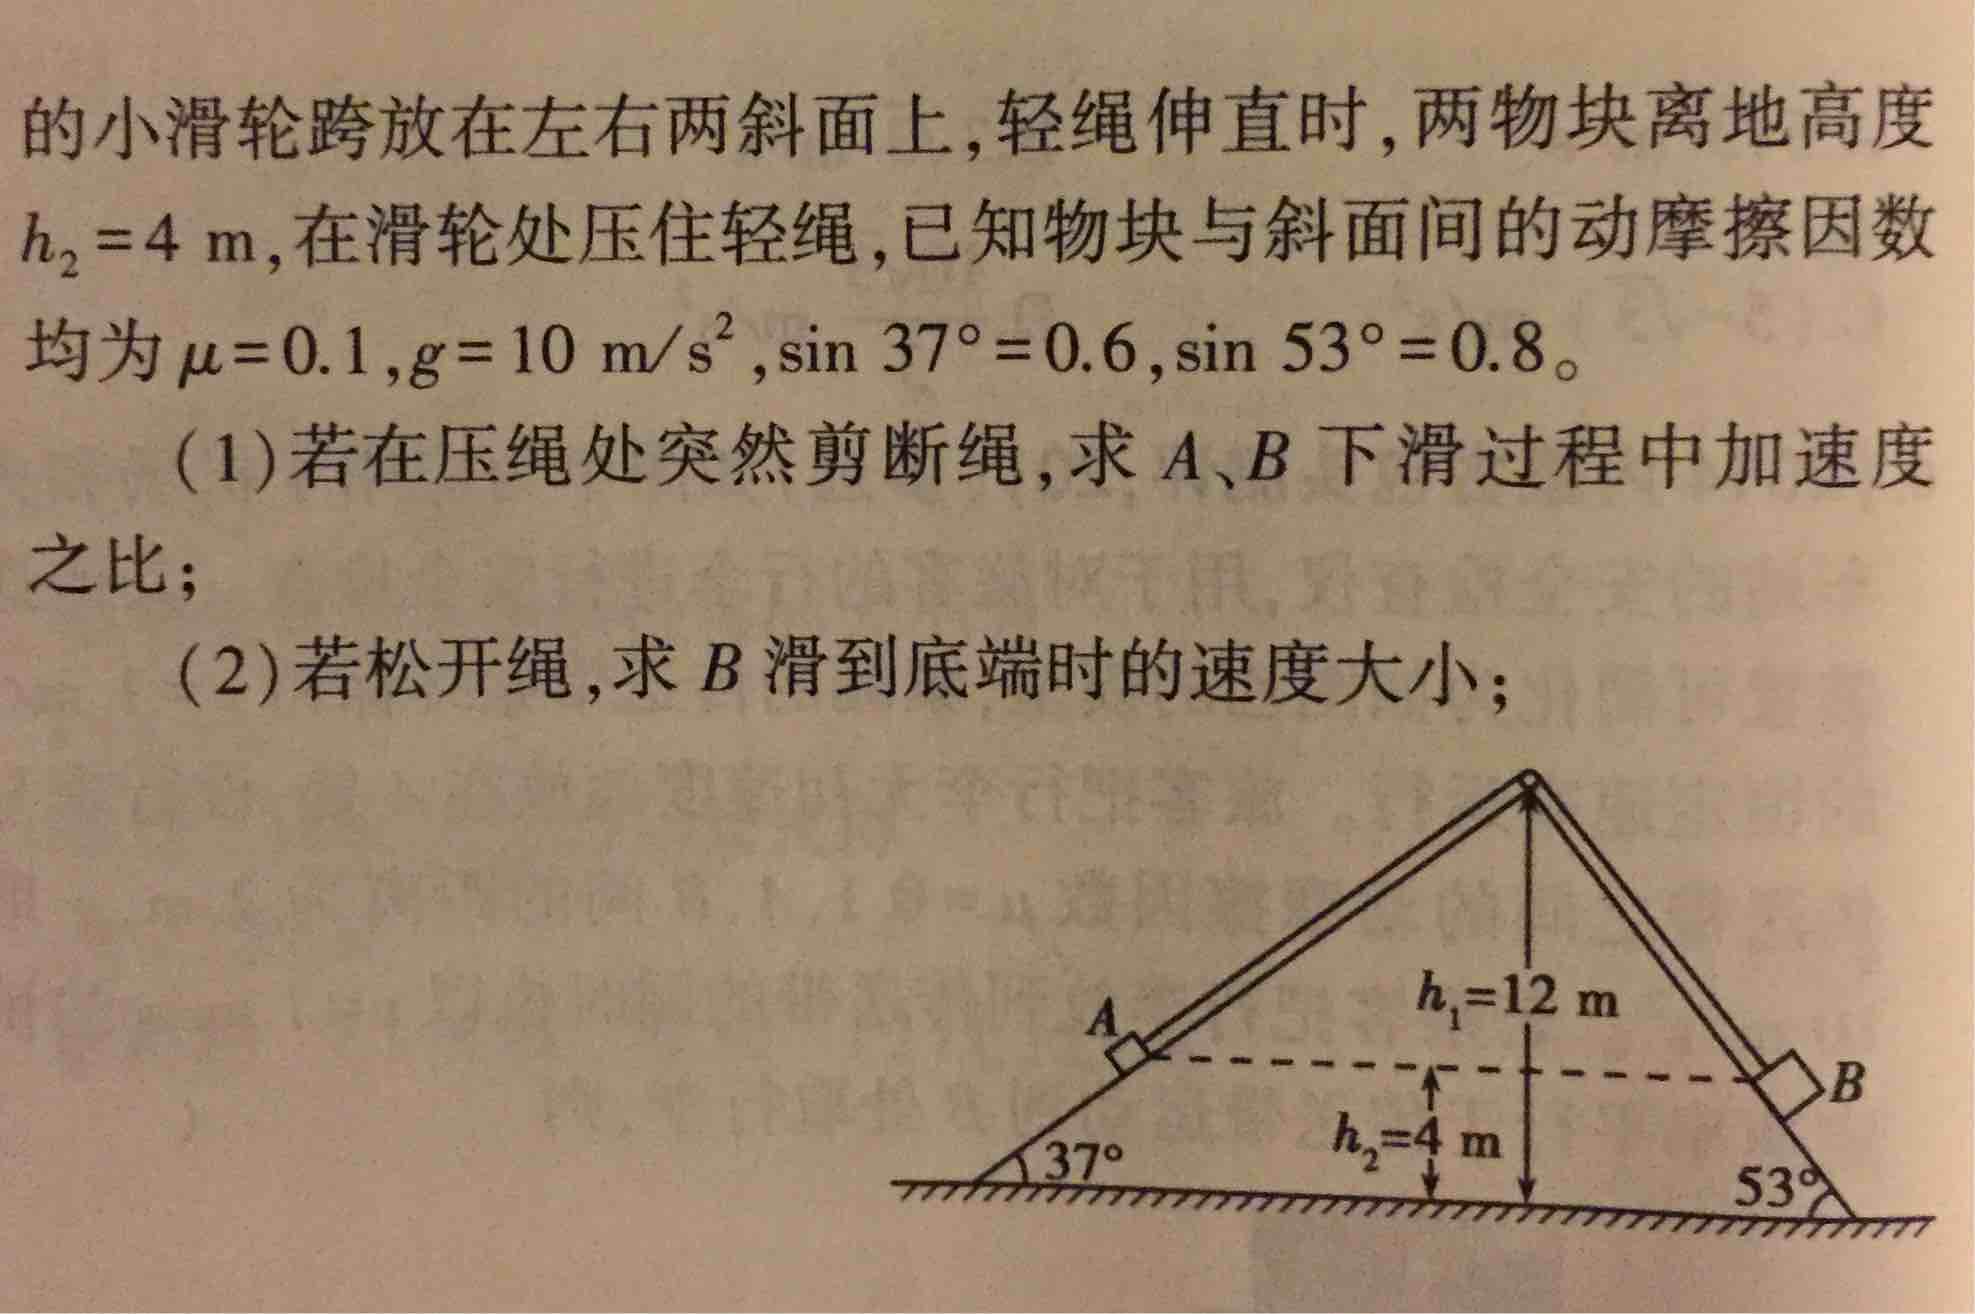 的小滑轮跨放在左右两斜面上,轻绳伸直时,两物块离地高度
h₂=4 m,在滑轮处压住轻绳,已知物块与斜面间的动摩擦因数
均为μ=0.1,g=10 m/s²,sin 37°=0.6,sin 53°=0.8。
(1)若在压绳处突然剪断绳,求 A、B 下滑过程中加速度
之比;
(2)若松开绳,求 B 滑到底端时的速度大小;
h₁=12 m
A
B
h₂=4 m
37°
53°